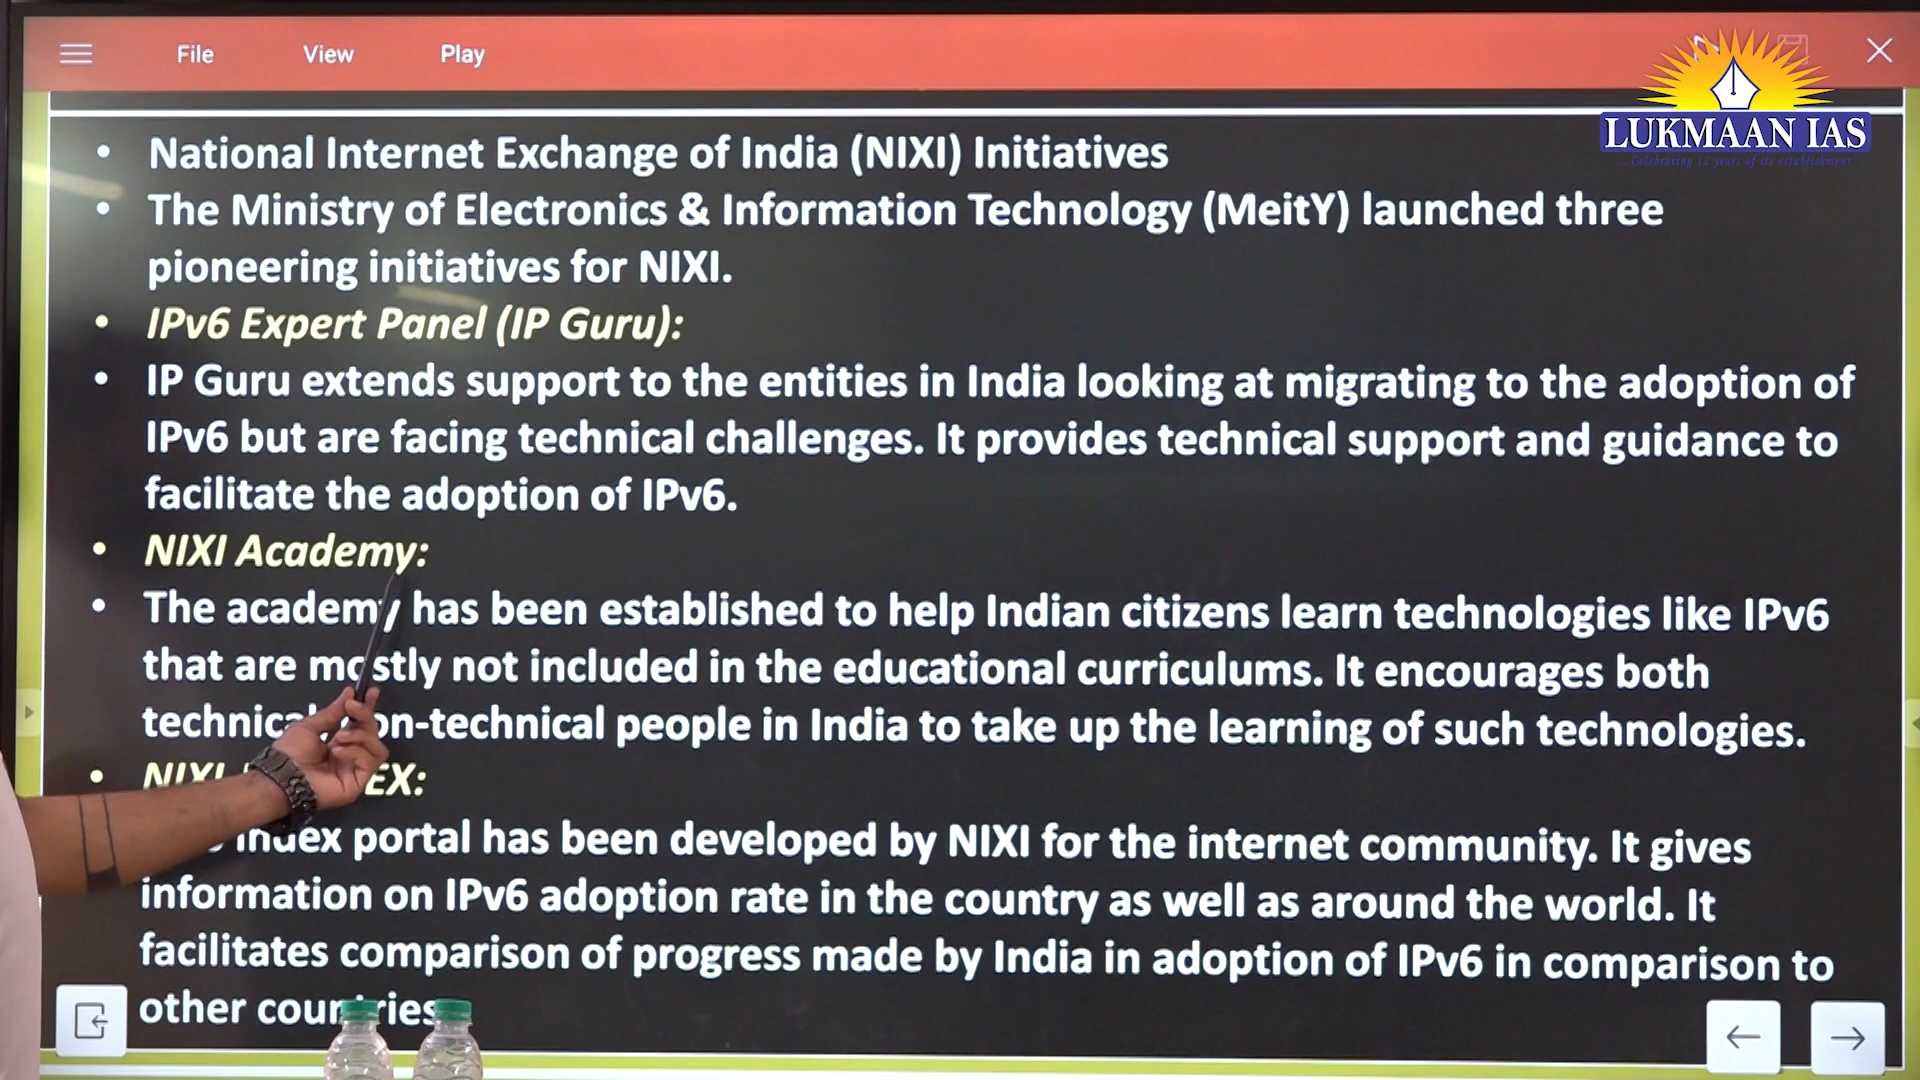 File View Play
LUKMAAN IAS
...Celebrating 12 years of its establishment
• National Internet Exchange of India (NIXI) Initiatives
• The Ministry of Electronics & Information Technology (MeitY) launched three
pioneering initiatives for NIXI.
• IPv6 Expert Panel (IP Guru):
• IP Guru extends support to the entities in India looking at migrating to the adoption of
IPv6 but are facing technical challenges. It provides technical support and guidance to
facilitate the adoption of IPv6.
• NIXI Academy:
• The academy has been established to help Indian citizens learn technologies like IPv6
that are mostly not included in the educational curriculums. It encourages both
technical on-technical people in India to take up the learning of such technologies.
• NIXI EX:
index portal has been developed by NIXI for the internet community. It gives
information on IPv6 adoption rate in the country as well as around the world. It
facilitates comparison of progress made by India in adoption of IPv6 in comparison to
other countries